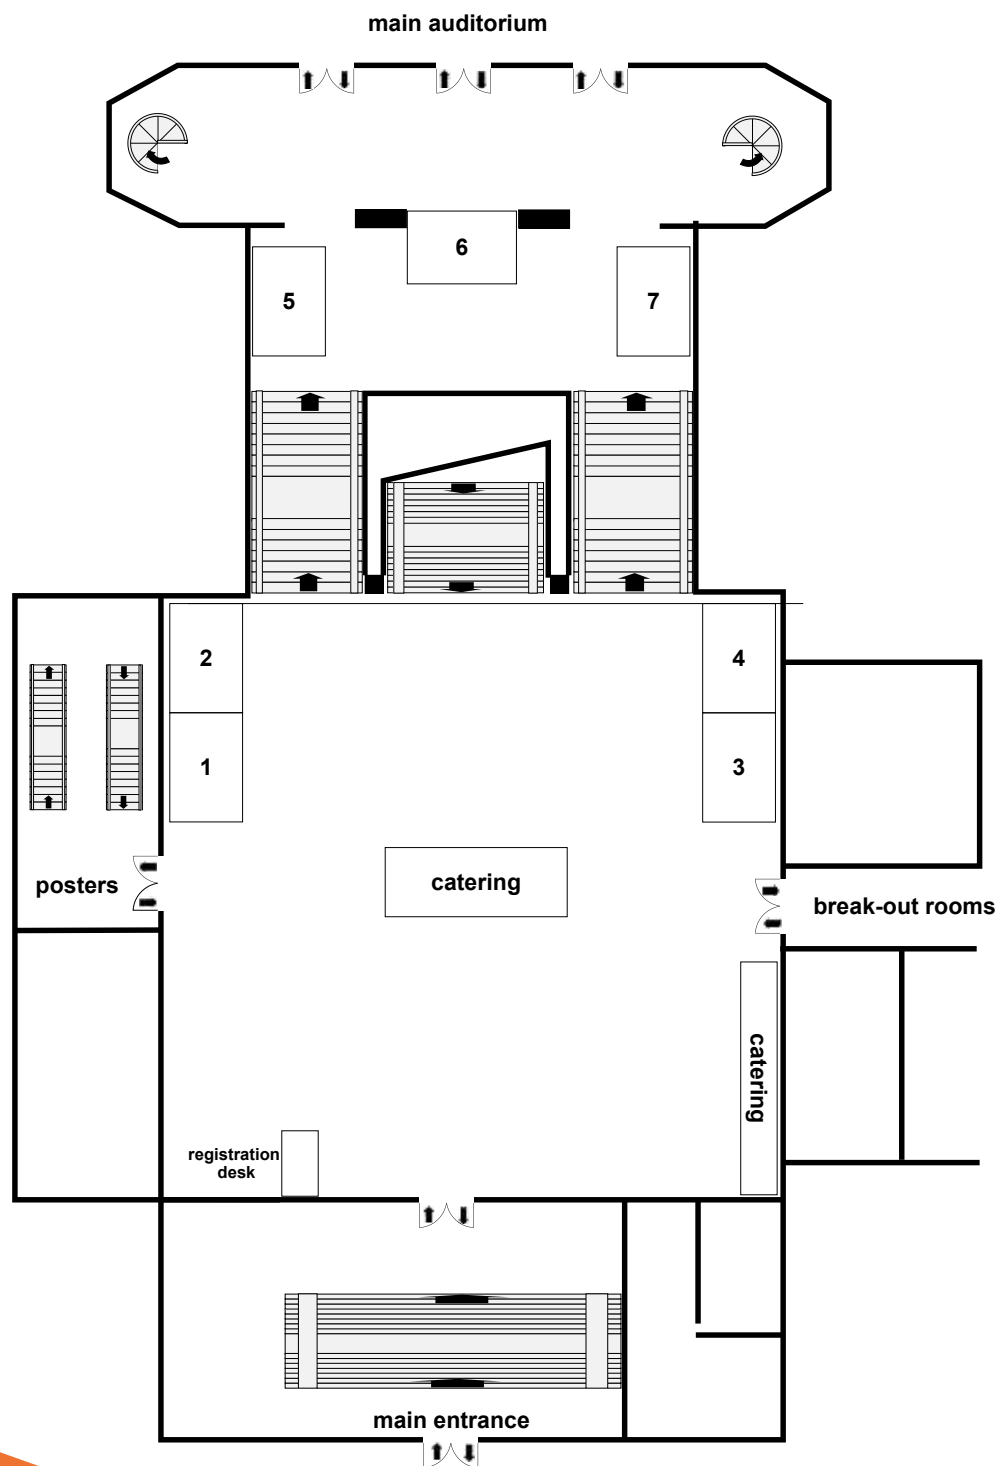 main auditorium
6
5
7
2
4
1
3
catering
posters
break-out rooms
catering
registration
desk
main entrance